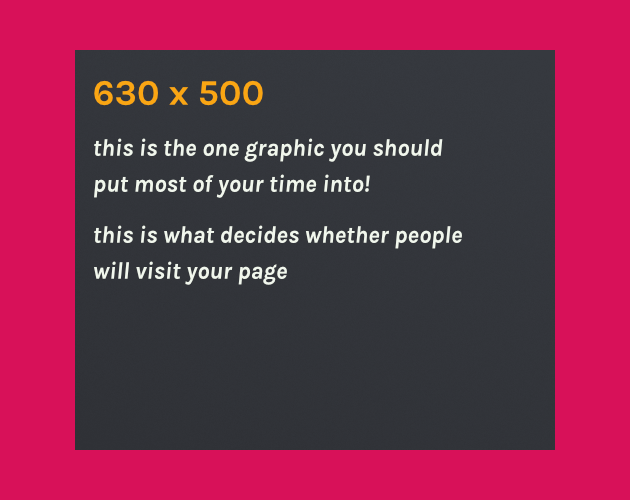 630 x 500
this is the one graphic you should
put most of your time into!
this is what decides whether people
will visit your page